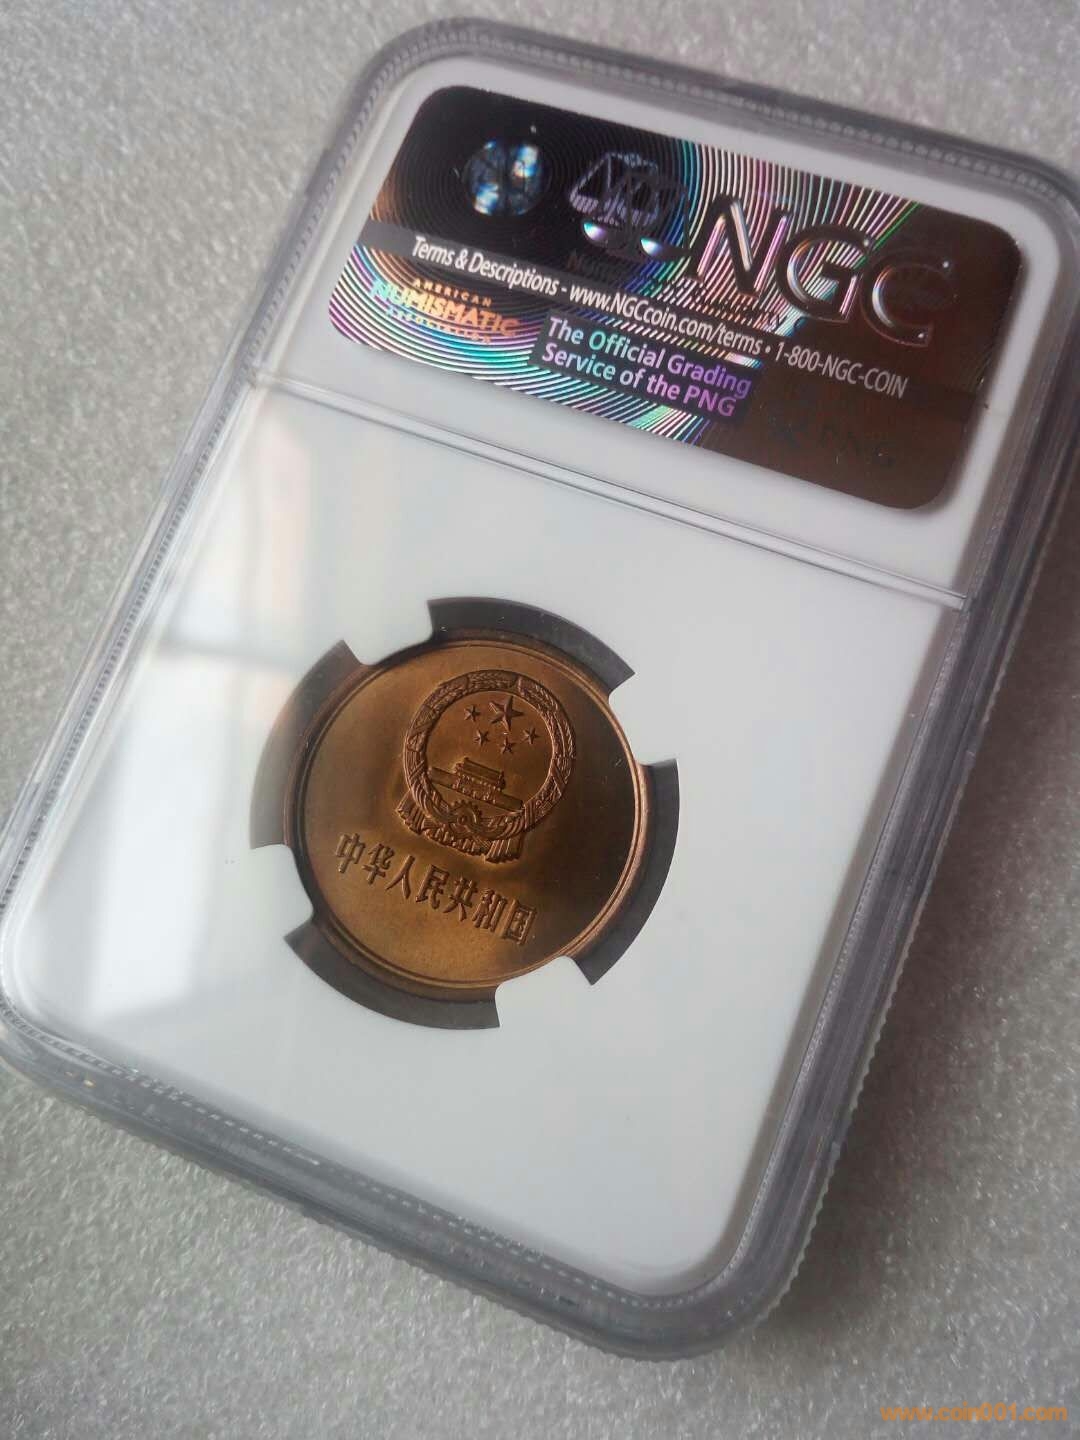 NGC
Terms & Descriptions - www.NGCcoin.com/terms • 1-800-NGC-COIN
AMERICAN
NUMISMATIC
ASSOCIATION
The Official Grading
Service of the PNG
中华人民共和国
www.coin001.com